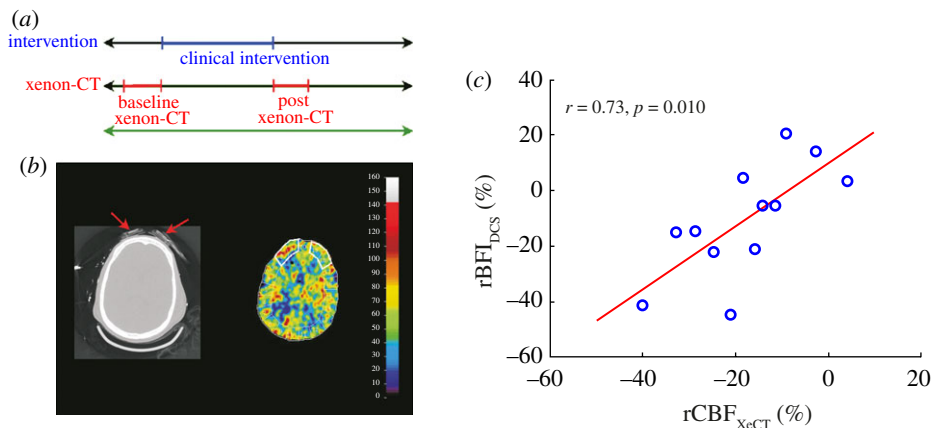 (a)
intervention
clinical intervention
xenon-CT
baseline
xenon-CT
post
xenon-CT
(b)
160
150
140
130
120
110
100
90
80
70
60
50
40
30
20
10
0
(c)
r = 0.73, p = 0.010
40
20
0
−20
−40
−60
rBFI_DCS (%)
−60
−40
−20
0
20
rCBF_XeCT (%)